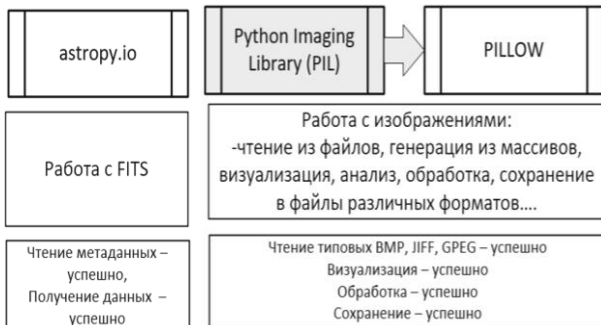 astropy.io
Python Imaging
Library (PIL)
PILLOW
Работа с FITS
Работа с изображениями:
-чтение из файлов, генерация из массивов,
визуализация, анализ, обработка, сохранение
в файлы различных форматов....
Чтение метаданных –
успешно,
Получение данных –
успешно
Чтение типовых BMP, JIFF, GPEG – успешно
Визуализация – успешно
Обработка – успешно
Сохранение – успешно